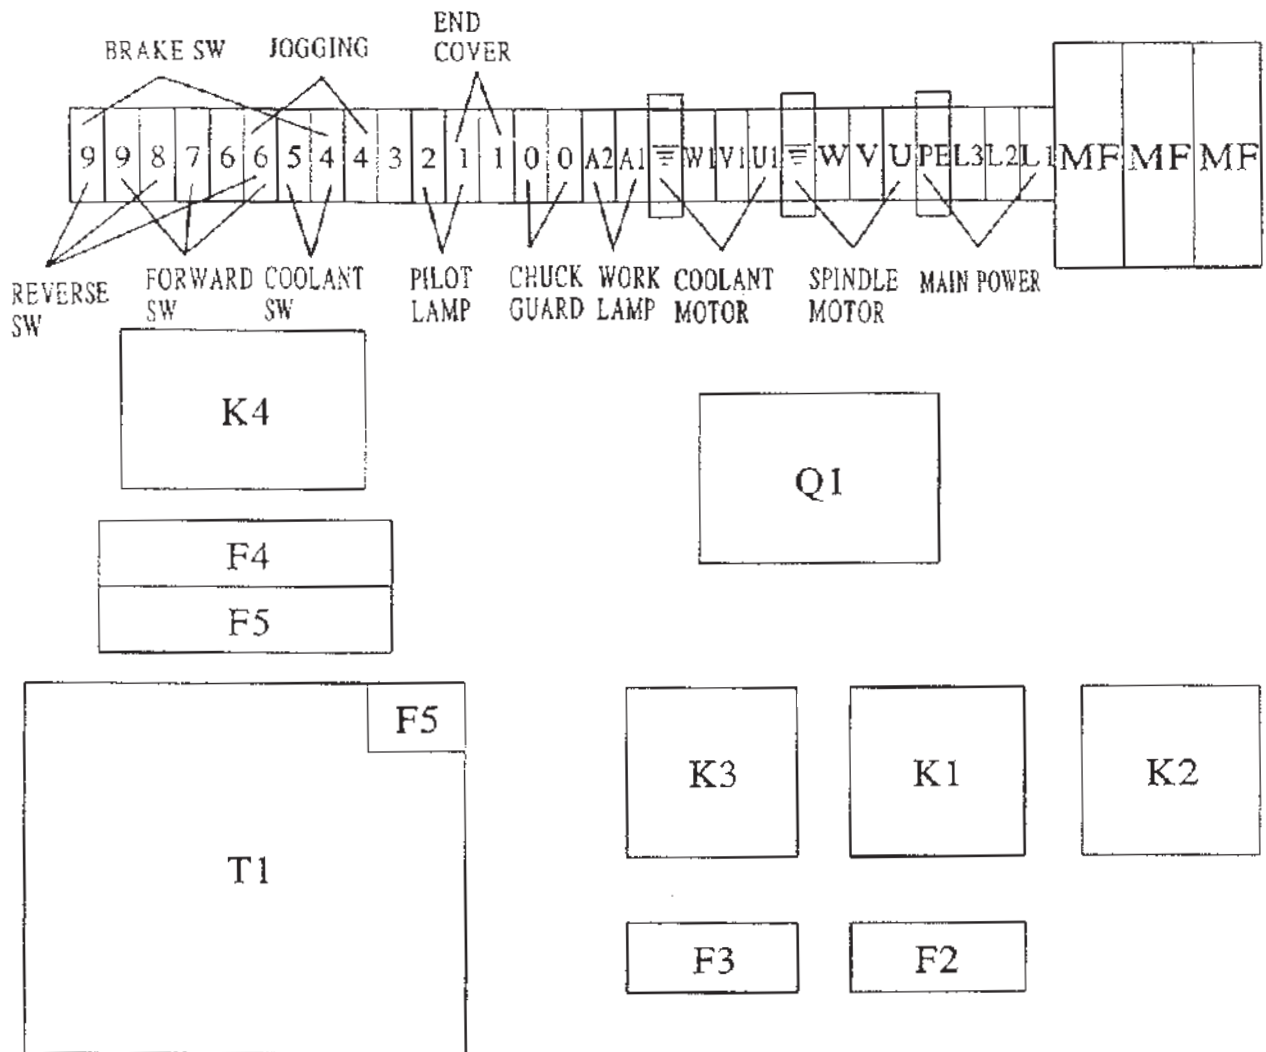 END
COVER
BRAKE SW JOGGING
9 9 8 7 6 6 5 4 4 3 2 1 1 0 0 A2 A1 W1 V1 U1 W V U PE L3 L2 L1 MF MF MF
REVERSE
SW
FORWARD
SW
COOLANT
SW
PILOT
LAMP
CHUCK
GUARD
WORK
LAMP
COOLANT
MOTOR
SPINDLE
MOTOR
MAIN POWER
K4
Q1
F4
F5
F5
K3 K1 K2
T1
F3 F2